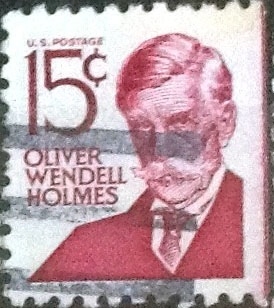 U.S. POSTAGE
15¢
OLIVER
WENDELL
HOLMES